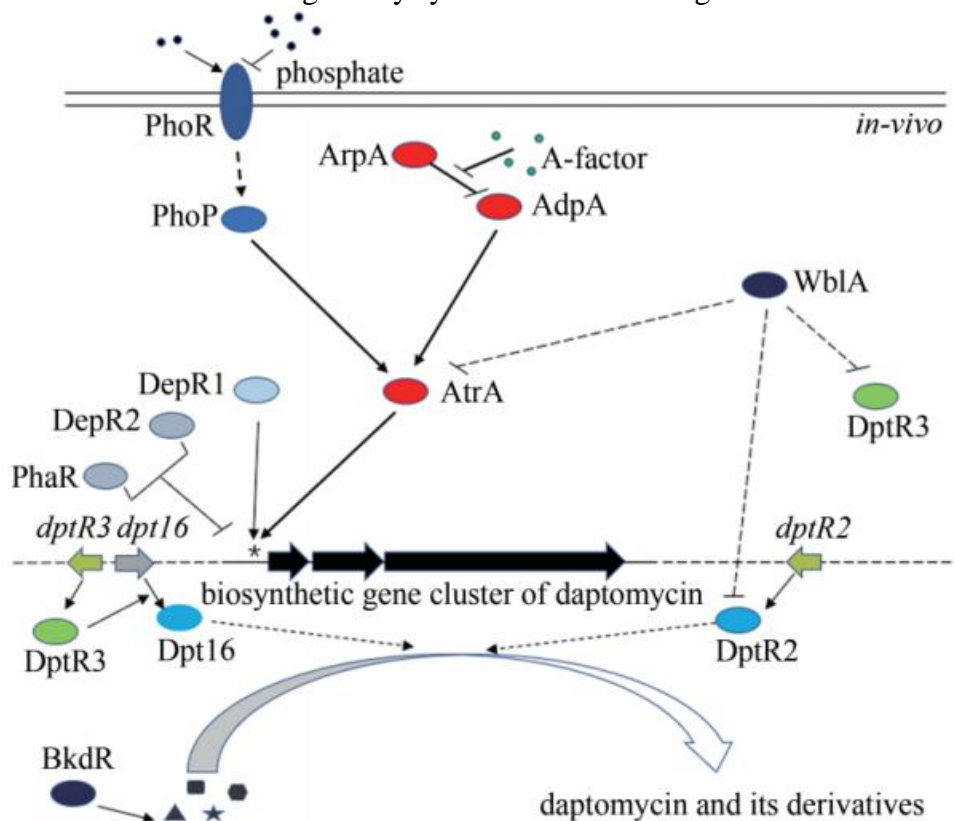 phosphate
PhoR
in-vivo
ArpA
A-factor
PhoP
AdpA
WblA
DepR1
AtrA
DepR2
DptR3
PhaR
dptR3 dpt16
dptR2
*
biosynthetic gene cluster of daptomycin
DptR3
Dpt16
DptR2
BkdR
daptomycin and its derivatives